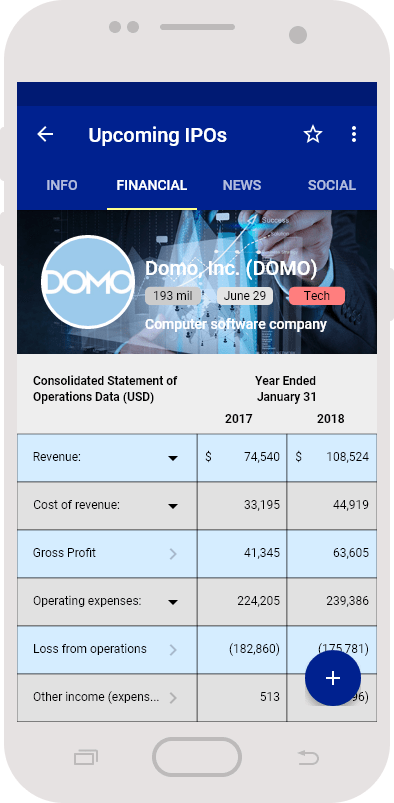 Upcoming IPOs
INFO FINANCIAL NEWS SOCIAL
Success
Solution
DOMO
Domo, Inc. (DOMO)
193 mil June 29 Tech
Computer software company
Consolidated Statement of Operations Data (USD)
Year Ended
January 31
2017 2018
Revenue: $ 74,540 $ 108,524
Cost of revenue: 33,195 44,919
Gross Profit 41,345 63,605
Operating expenses: 224,205 239,386
Loss from operations (182,860) (175,781)
Other income (expens... 513